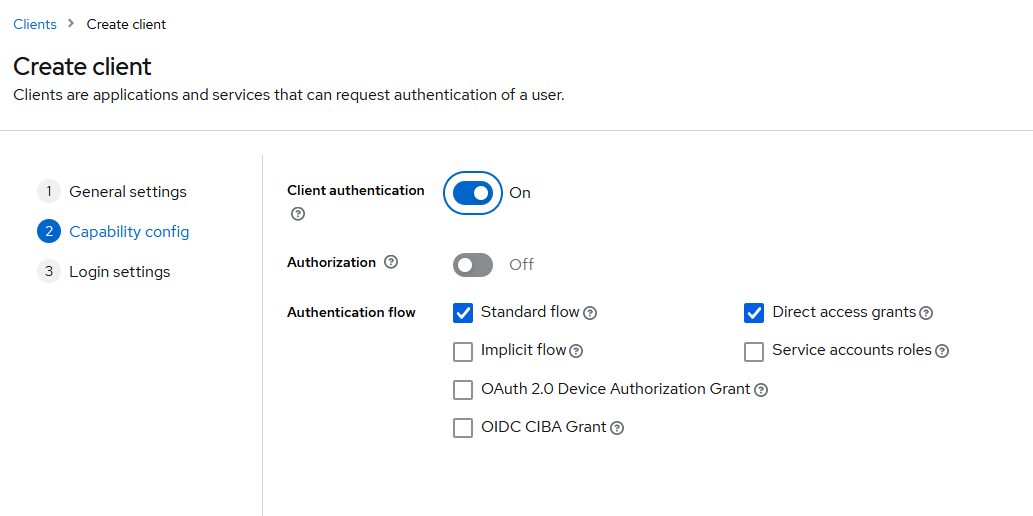 Clients > Create client
Create client
Clients are applications and services that can request authentication of a user.
1 General settings
2 Capability config
3 Login settings
Client authentication
On
Authorization
Off
Authentication flow
Standard flow
Direct access grants
Implicit flow
Service accounts roles
OAuth 2.0 Device Authorization Grant
OIDC CIBA Grant